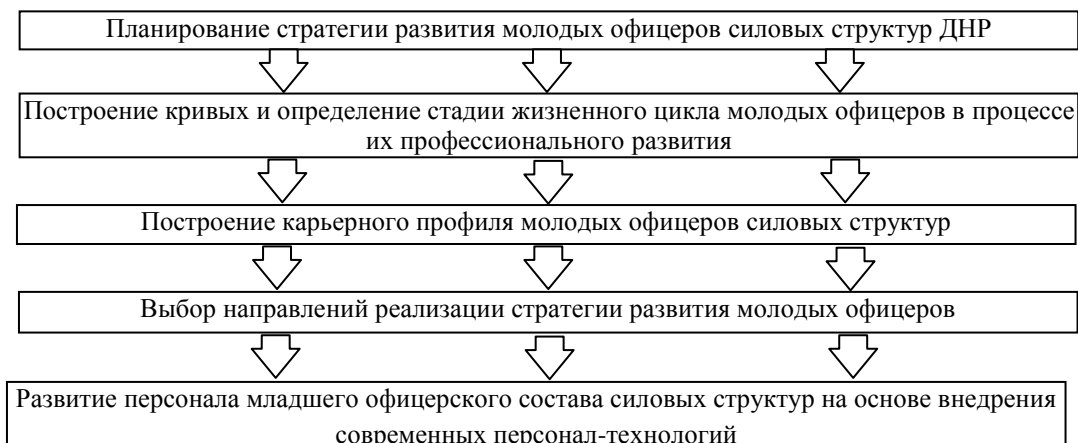 Планирование стратегии развития молодых офицеров силовых структур ДНР
Построение кривых и определение стадии жизненного цикла молодых офицеров в процессе
их профессионального развития
Построение карьерного профиля молодых офицеров силовых структур
Выбор направлений реализации стратегии развития молодых офицеров
Развитие персонала младшего офицерского состава силовых структур на основе внедрения
современных персонал-технологий